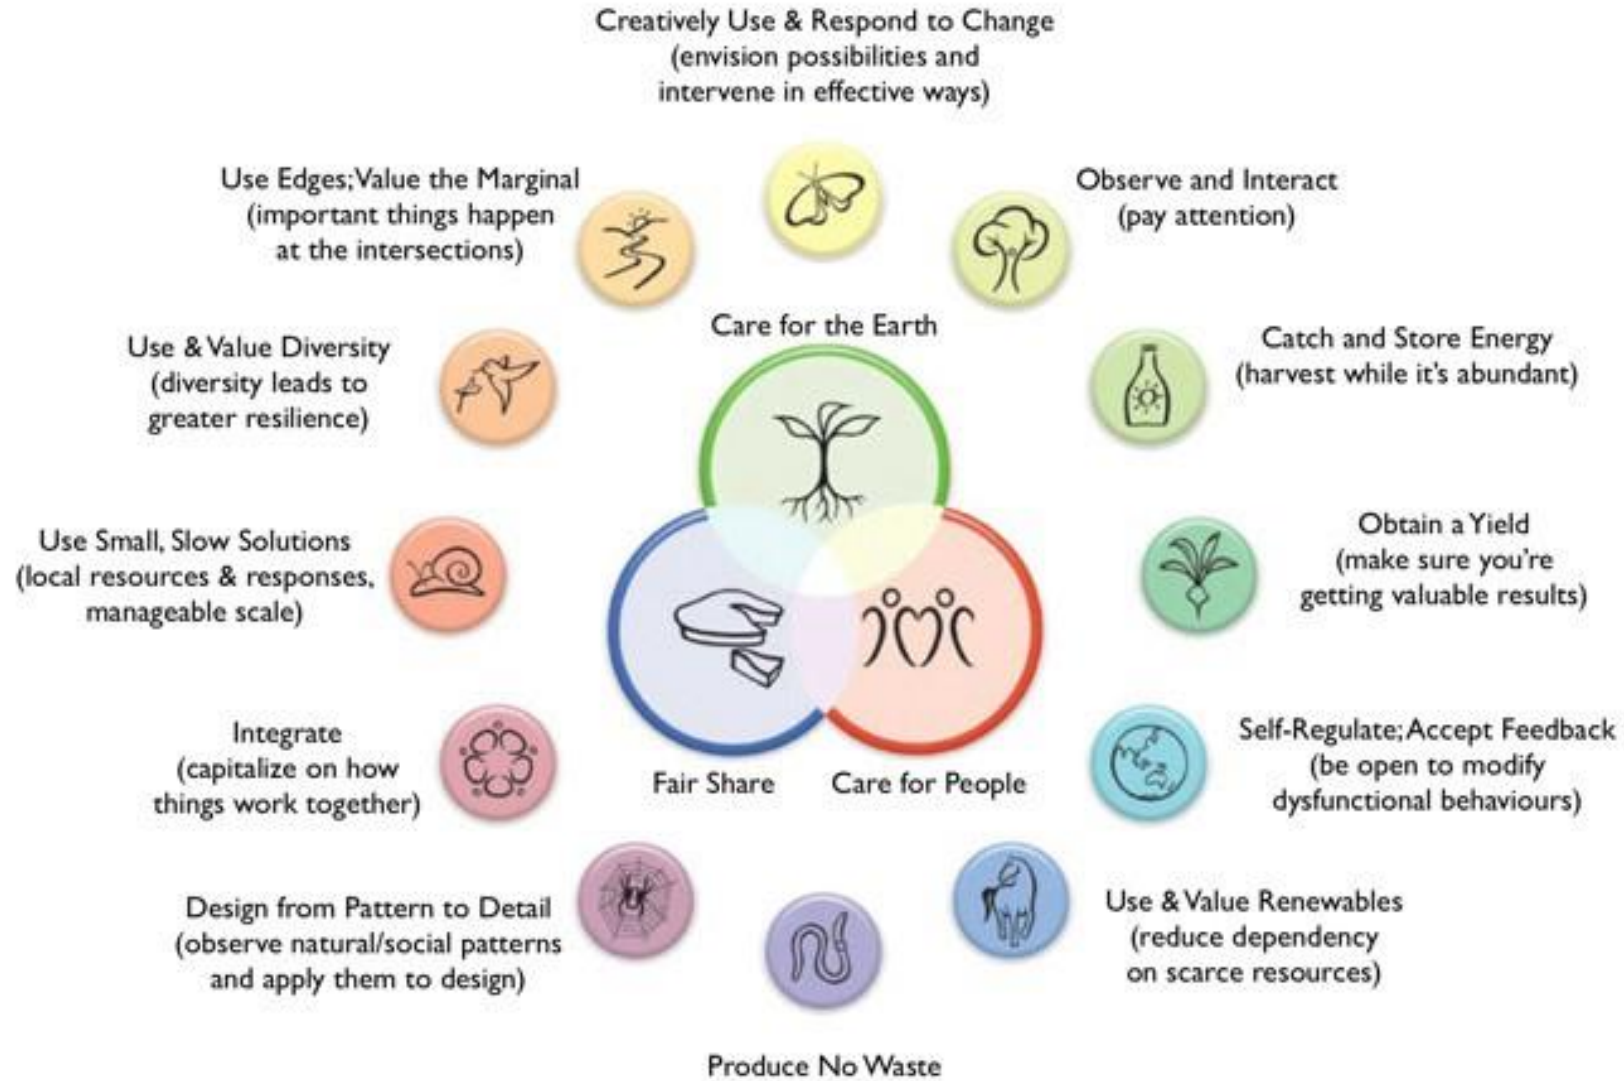 Creatively Use & Respond to Change
(envision possibilities and
intervene in effective ways)
Observe and Interact
(pay attention)
Catch and Store Energy
(harvest while it's abundant)
Obtain a Yield
(make sure you're
getting valuable results)
Self-Regulate; Accept Feedback
(be open to modify
dysfunctional behaviours)
Use & Value Renewables
(reduce dependency
on scarce resources)
Produce No Waste
Design from Pattern to Detail
(observe natural/social patterns
and apply them to design)
Integrate
(capitalize on how
things work together)
Use Small, Slow Solutions
(local resources & responses,
manageable scale)
Use & Value Diversity
(diversity leads to
greater resilience)
Use Edges; Value the Marginal
(important things happen
at the intersections)
Care for the Earth
Fair Share
Care for People